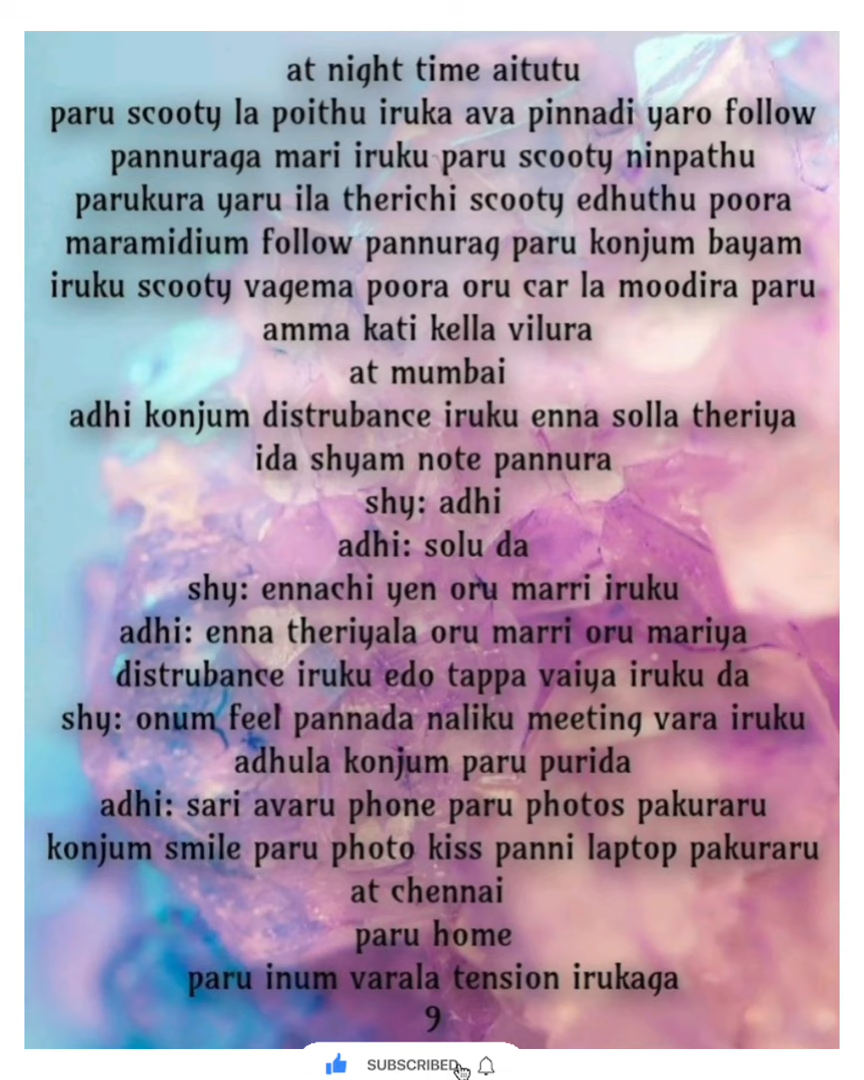 at night time aitutu
paru scooty la poithu iruka ava pinnadi yaro follow
pannuraga mari iruku paru scooty ninpathu
parukura yaru ila therichi scooty edhuthu poora
maramidium follow pannurag paru konjum bayam
iruku scooty vagema poora oru car la moodira paru
amma kati kella vilura
at mumbai
adhi konjum distrubance iruku enna solla theriya
ida shyam note pannura
shy: adhi
adhi: solu da
shy: ennachi yen oru marri iruku
adhi: enna theriyala oru marri oru mariya
distrubance iruku edo tappa vaiya iruku da
shy: onum feel pannada naliku meeting vara iruku
adhula konjum paru purida
adhi: sari avaru phone paru photos pakuraru
konjum smile paru photo kiss panni laptop pakuraru
at chennai
paru home
paru inum varala tension irukaga
9
SUBSCRIBED